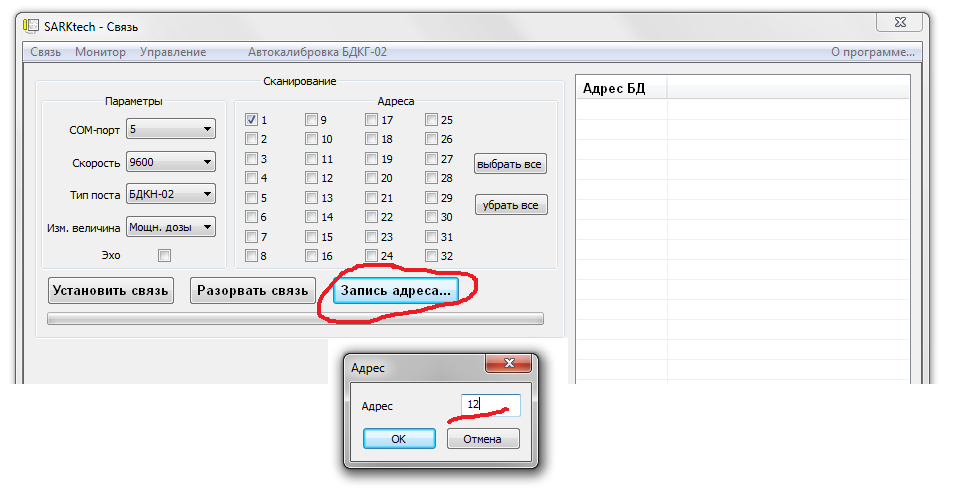 SARKtech - Связь
Связь Монитор Управление Автокалибровка БДКГ-02 О программе...
Сканирование
Параметры
COM-порт 5
Скорость 9600
Тип поста БДКН-02
Изм. величина Мощн. дозы
Эхо
Адреса
1 9 17 25
2 10 18 26
3 11 19 27
4 12 20 28
5 13 21 29
6 14 22 30
7 15 23 31
8 16 24 32
выбрать все
убрать все
Установить связь Разорвать связь Запись адреса...
Адрес БД
Адрес
Адрес 12
OK Отмена